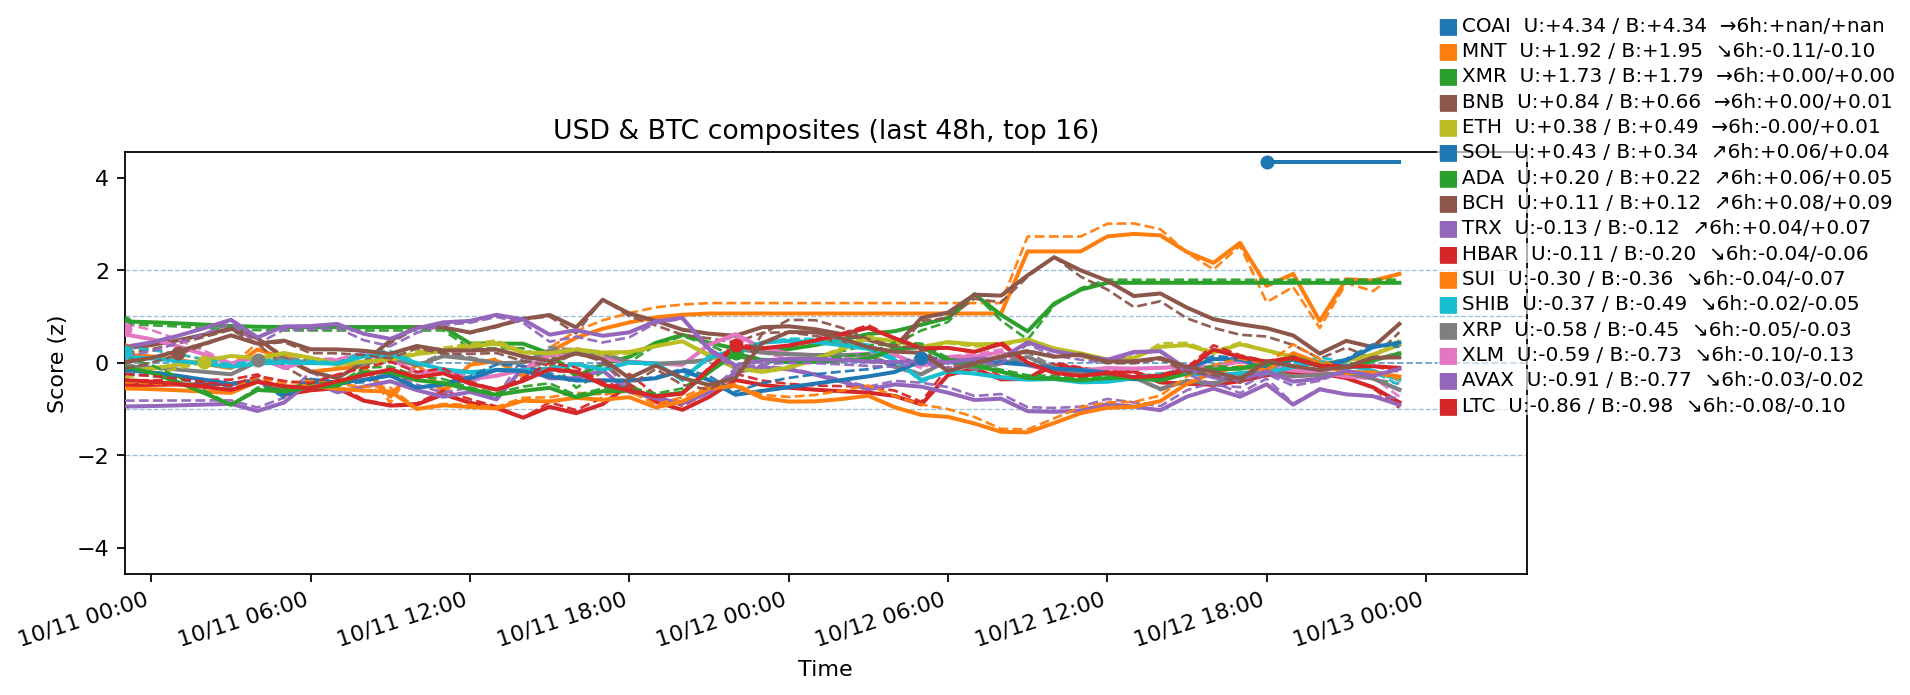 COAI U:+4.34 / B:+4.34 →6h:+nan/+nan
MNT U:+1.92 / B:+1.95 ↘6h:-0.11/-0.10
XMR U:+1.73 / B:+1.79 →6h:+0.00/+0.00
BNB U:+0.84 / B:+0.66 →6h:+0.00/+0.01
ETH U:+0.38 / B:+0.49 →6h:-0.00/+0.01
SOL U:+0.43 / B:+0.34 ↗6h:+0.06/+0.04
ADA U:+0.20 / B:+0.22 ↗6h:+0.06/+0.05
BCH U:+0.11 / B:+0.12 ↗6h:+0.08/+0.09
TRX U:-0.13 / B:-0.12 ↗6h:+0.04/+0.07
HBAR U:-0.11 / B:-0.20 ↘6h:-0.04/-0.06
SUI U:-0.30 / B:-0.36 ↘6h:-0.04/-0.07
SHIB U:-0.37 / B:-0.49 ↘6h:-0.02/-0.05
XRP U:-0.58 / B:-0.45 ↘6h:-0.05/-0.03
XLM U:-0.59 / B:-0.73 ↘6h:-0.10/-0.13
AVAX U:-0.91 / B:-0.77 ↘6h:-0.03/-0.02
LTC U:-0.86 / B:-0.98 ↘6h:-0.08/-0.10
USD & BTC composites (last 48h, top 16)
Score (z)
4
2
0
−2
−4
10/11 00:00
10/11 06:00
10/11 12:00
10/11 18:00
10/12 00:00
10/12 06:00
10/12 12:00
10/12 18:00
10/13 00:00
Time